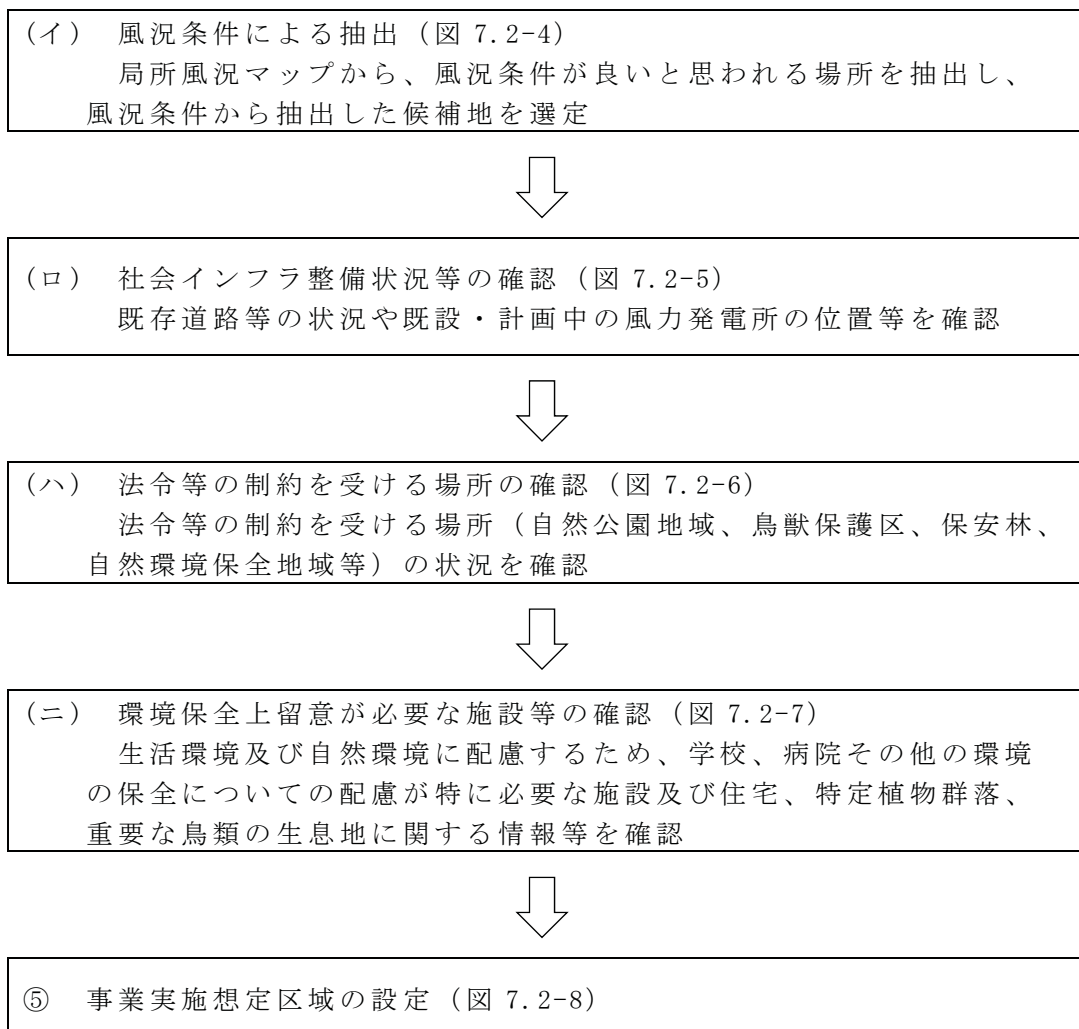 (イ) 風況条件による抽出(図 7.2-4)
局所風況マップから、風況条件が良いと思われる場所を抽出し、
風況条件から抽出した候補地を選定
(ロ) 社会インフラ整備状況等の確認(図 7.2-5)
既存道路等の状況や既設・計画中の風力発電所の位置等を確認
(ハ) 法令等の制約を受ける場所の確認(図 7.2-6)
法令等の制約を受ける場所(自然公園地域、鳥獣保護区、保安林、
自然環境保全地域等)の状況を確認
(ニ) 環境保全上留意が必要な施設等の確認(図 7.2-7)
生活環境及び自然環境に配慮するため、学校、病院その他の環境
の保全についての配慮が特に必要な施設及び住宅、特定植物群落、
重要な鳥類の生息地に関する情報等を確認
⑤ 事業実施想定区域の設定(図 7.2-8)